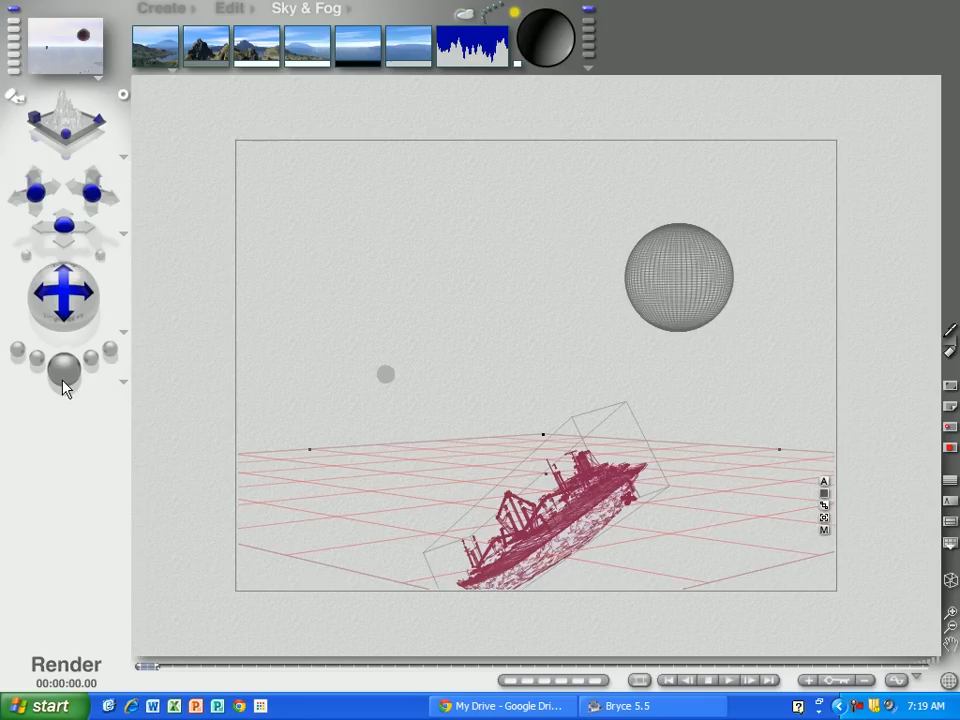 Create
Edit
Sky & Fog
A
M
Render
00:00:00.00
start
My Drive - Google Dri...
Bryce 5.5
7:19 AM